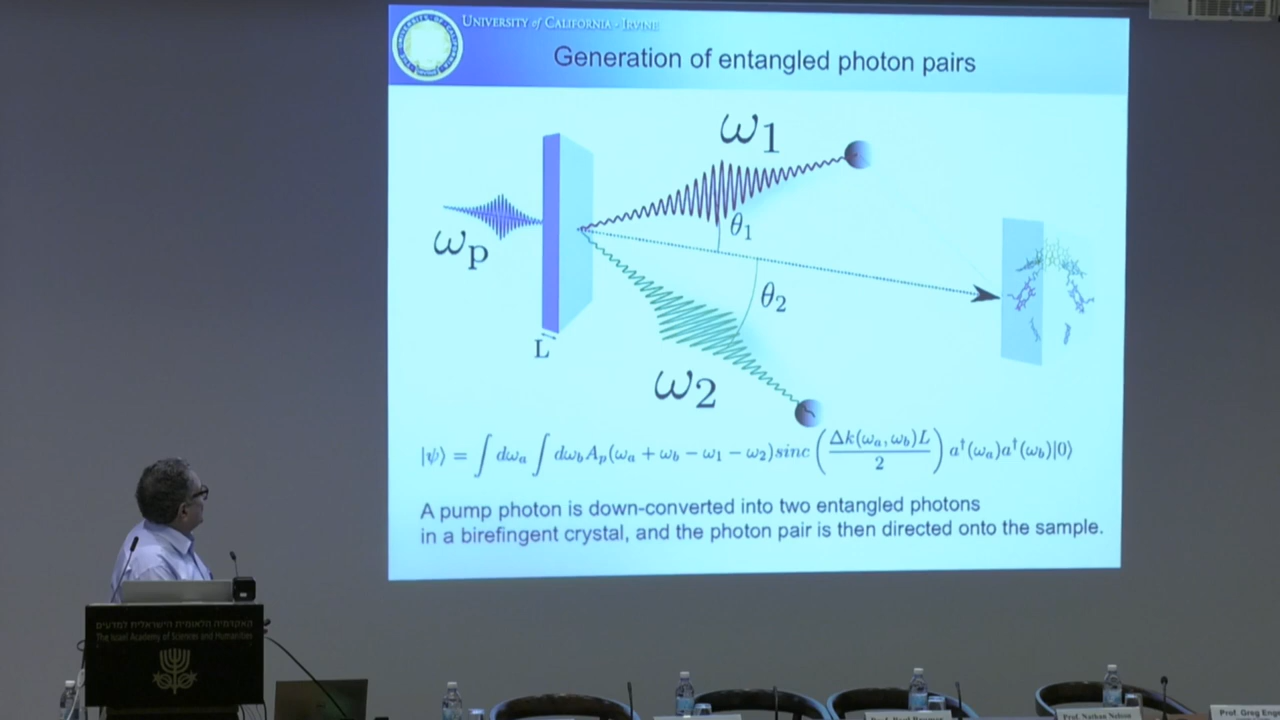 UNIVERSITY of CALIFORNIA - IRVINE
Generation of entangled photon pairs
ω1
θ1
ωp
θ2
L
ω2
|ψ⟩ = ∫ dωa ∫ dωb Ap(ωa + ωb − ω1 − ω2)sinc (Δk(ωa, ωb)L / 2) a†(ωa)a†(ωb)|0⟩
A pump photon is down-converted into two entangled photons
in a birefingent crystal, and the photon pair is then directed onto the sample.
האקדמיה הלאומית הישראלית למדעים
The Israel Academy of Sciences and Humanities
Prof. Nathan Nelson
Prof. Greg